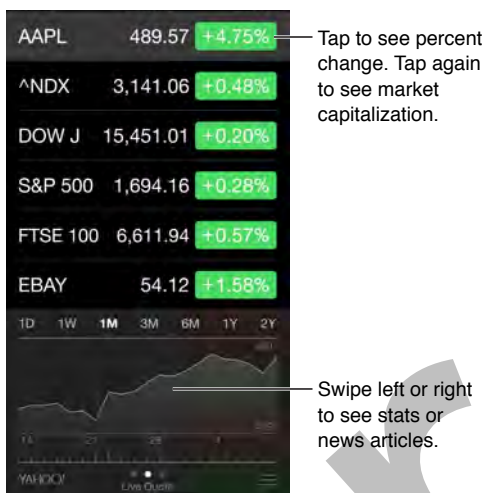 AAPL 489.57 +4.75%
Tap to see percent
change. Tap again
to see market
capitalization.
^NDX 3,141.06 +0.48%
DOW J 15,451.01 +0.20%
S&P 500 1,694.16 +0.28%
FTSE 100 6,611.94 +0.57%
EBAY 54.12 +1.58%
1D 1W 1M 3M 6M 1Y 2Y
Swipe left or right
to see stats or
news articles.
YAHOO!
Live Quote